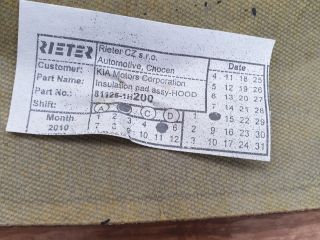 RIETER Rieter CZ s.r.o.
Automotive, Chocen
Customer: KIA Motors Corporation
Part Name: Insulation pad assy-HOOD
Part No.: 81125-1H200
Shift: A C D
Month 1 2 4 5 6
2010 7 8 9 10 11 12
Date
4 11 18 25
5 12 19 26
6 13 20 27
7 14 21 28
1 15 22 29
2 9 16 23 30
3 10 17 24 31